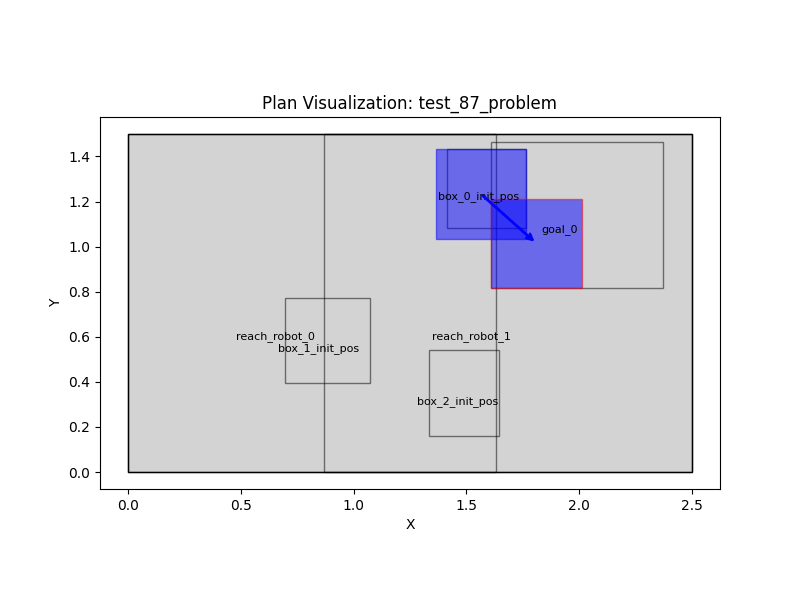 Plan Visualization: test_87_problem
1.4
1.2
1.0
0.8
0.6
0.4
0.2
0.0
Y
box_0_init_pos
goal_0
reach_robot_0
reach_robot_1
box_1_init_pos
box_2_init_pos
0.0
0.5
1.0
1.5
2.0
2.5
X